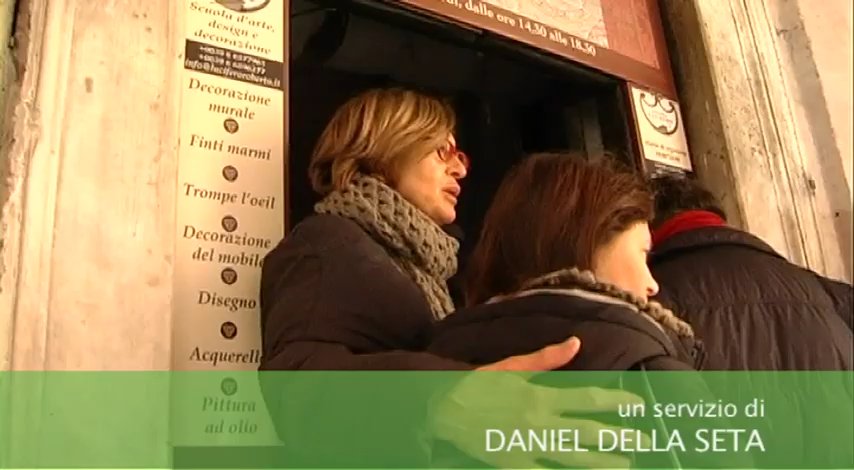 Scuola d'arte,
design e
decorazione
Decorazione
murale
Finti marmi
Trompe l'oeil
Decorazione
del mobile
Disegno
Acquerello
Pittura
ad olio
dalle ore 14,30 alle 18,30
un servizio di
DANIEL DELLA SETA